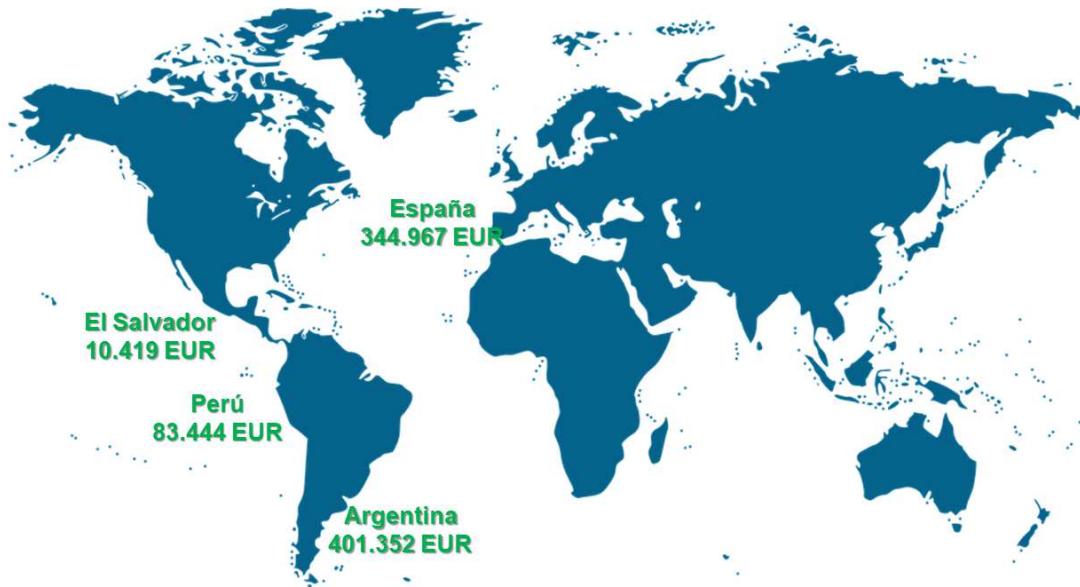 España
344.967 EUR
El Salvador
10.419 EUR
Perú
83.444 EUR
Argentina
401.352 EUR